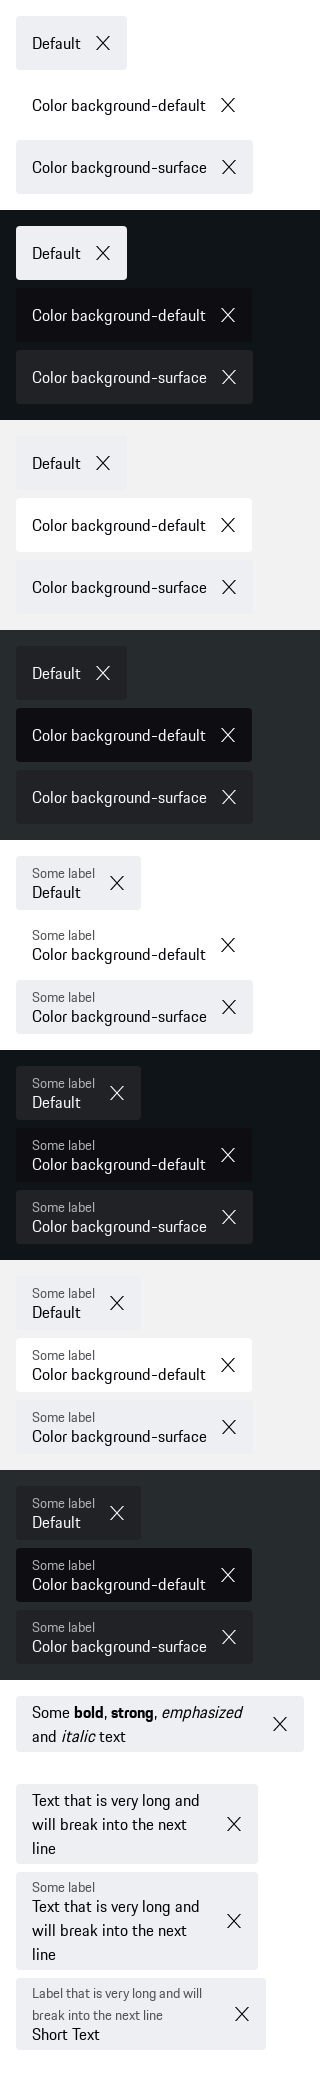 Default
Color background-default
Color background-surface
Default
Color background-default
Color background-surface
Default
Color background-default
Color background-surface
Default
Color background-default
Color background-surface
Some label
Default
Some label
Color background-default
Some label
Color background-surface
Some label
Default
Some label
Color background-default
Some label
Color background-surface
Some label
Default
Some label
Color background-default
Some label
Color background-surface
Some label
Default
Some label
Color background-default
Some label
Color background-surface
Some bold, strong, emphasized
and italic text
Text that is very long and
will break into the next
line
Some label
Text that is very long and
will break into the next
line
Label that is very long and will
break into the next line
Short Text